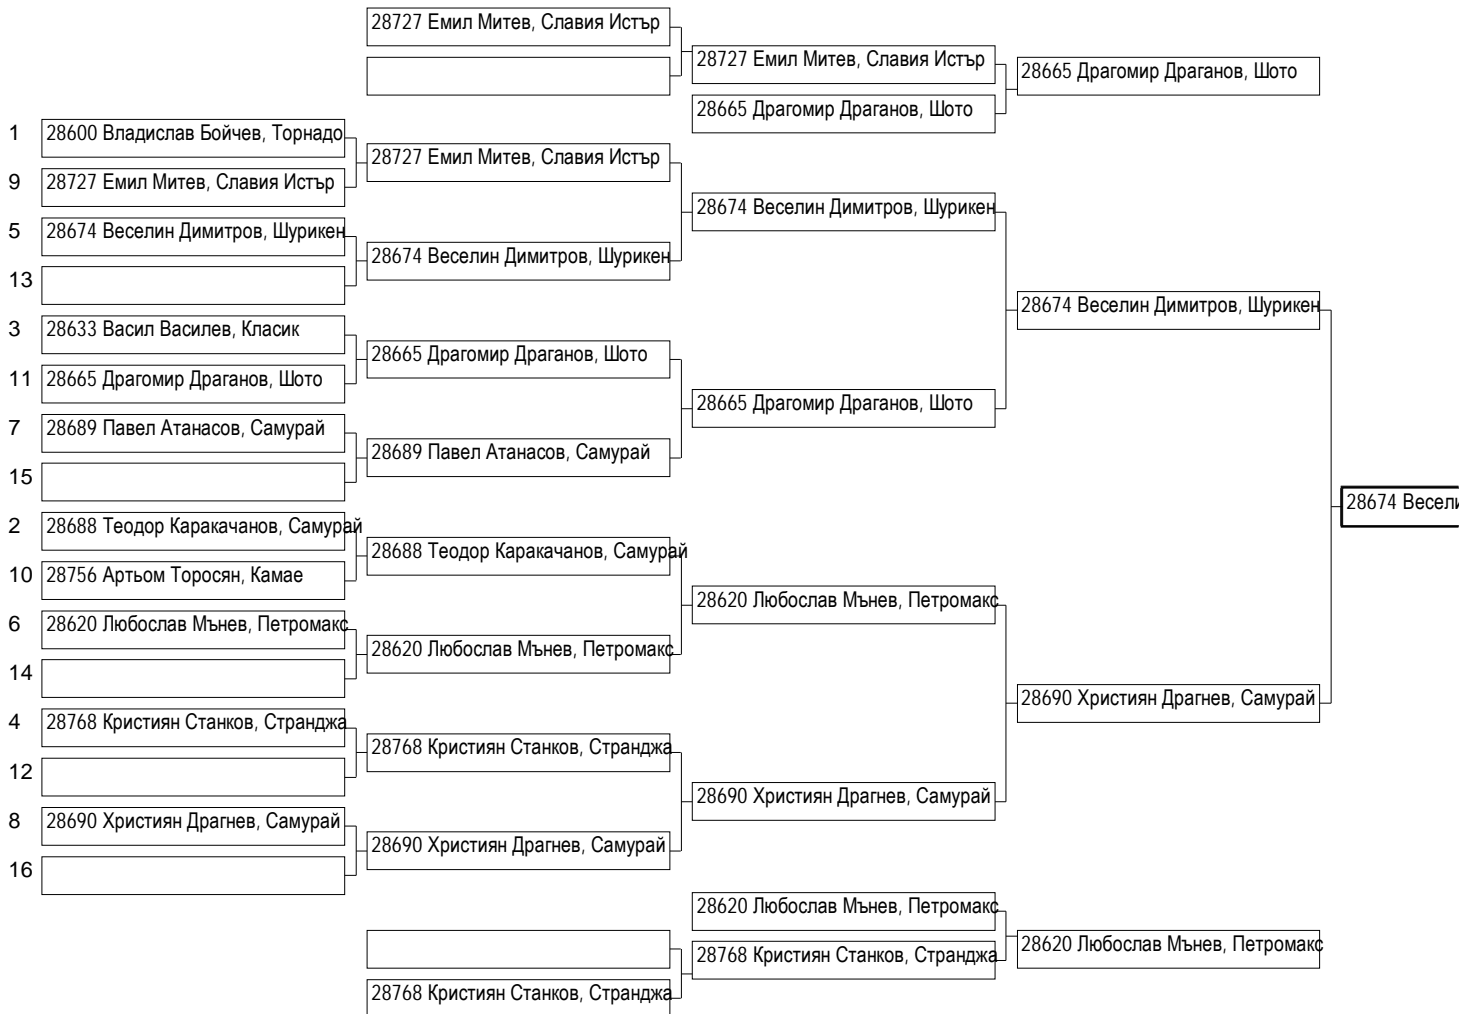 28727 Емил Митев, Славия Истър
28727 Емил Митев, Славия Истър
28665 Драгомир Драганов, Шото
28665 Драгомир Драганов, Шото
1 28600 Владислав Бойчев, Торнадо
28727 Емил Митев, Славия Истър
9 28727 Емил Митев, Славия Истър
28674 Веселин Димитров, Шурикен
5 28674 Веселин Димитров, Шурикен
28674 Веселин Димитров, Шурикен
13
28674 Веселин Димитров, Шурикен
3 28633 Васил Василев, Класик
28665 Драгомир Драганов, Шото
11 28665 Драгомир Драганов, Шото
28665 Драгомир Драганов, Шото
7 28689 Павел Атанасов, Самурай
28689 Павел Атанасов, Самурай
15
28674
2 28688 Теодор Каракачанов, Самурай
28688 Теодор Каракачанов, Самурай
10 28756 Артьом Торосян, Камае
28620 Любослав Мънев, Петромакс
6 28620 Любослав Мънев, Петромакс
28620 Любослав Мънев, Петромакс
14
28690 Християн Драгнев, Самурай
4 28768 Кристиян Станков, Странджа
28768 Кристиян Станков, Странджа
12
28690 Християн Драгнев, Самурай
8 28690 Християн Драгнев, Самурай
28690 Християн Драгнев, Самурай
16
28620 Любослав Мънев, Петромакс
28620 Любослав Мънев, Петромакс
28768 Кристиян Станков, Странджа
28768 Кристиян Станков, Странджа